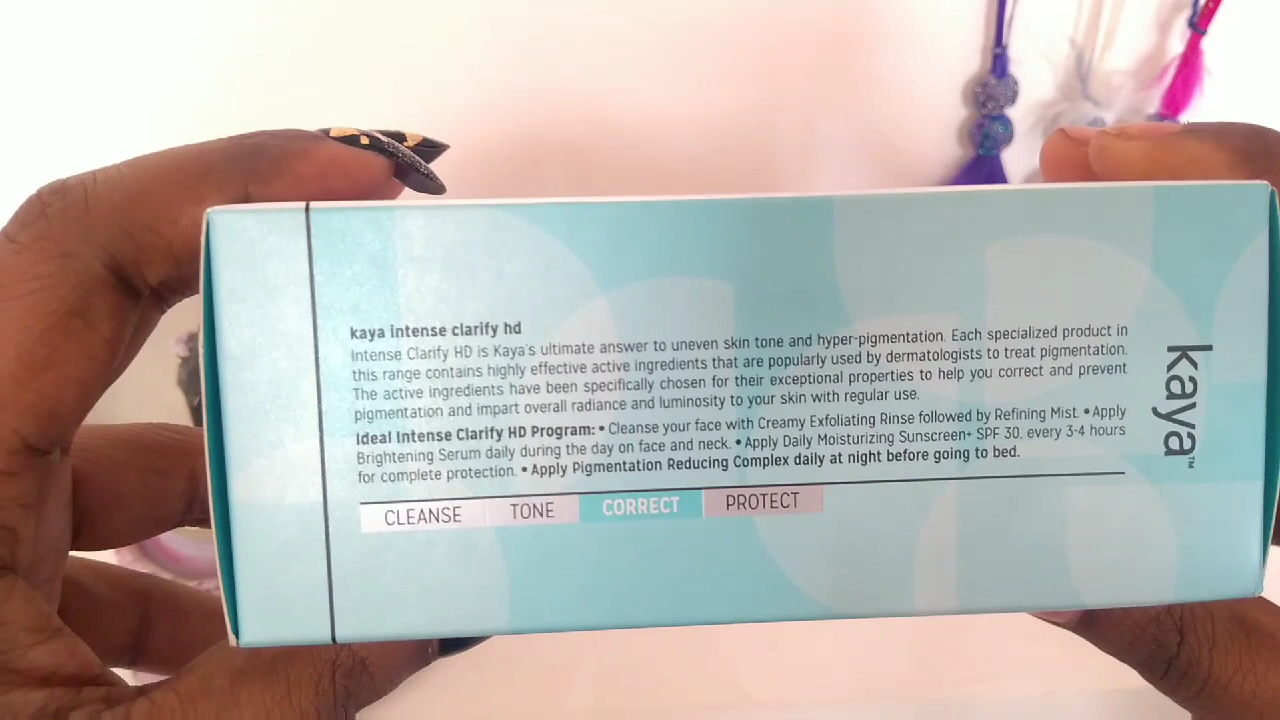 kaya intense clarify hd
Intense Clarify HD is Kaya's ultimate answer to uneven skin tone and hyper-pigmentation. Each specialized product in
this range contains highly effective active ingredients that are popularly used by dermatologists to treat pigmentation.
The active ingredients have been specifically chosen for their exceptional properties to help you correct and prevent
pigmentation and impart overall radiance and luminosity to your skin with regular use.
Ideal Intense Clarify HD Program: • Cleanse your face with Creamy Exfoliating Rinse followed by Refining Mist. • Apply
Brightening Serum daily during the day on face and neck. • Apply Daily Moisturizing Sunscreen+ SPF 30, every 3-4 hours
for complete protection. • Apply Pigmentation Reducing Complex daily at night before going to bed.
CLEANSE TONE CORRECT PROTECT
kaya™